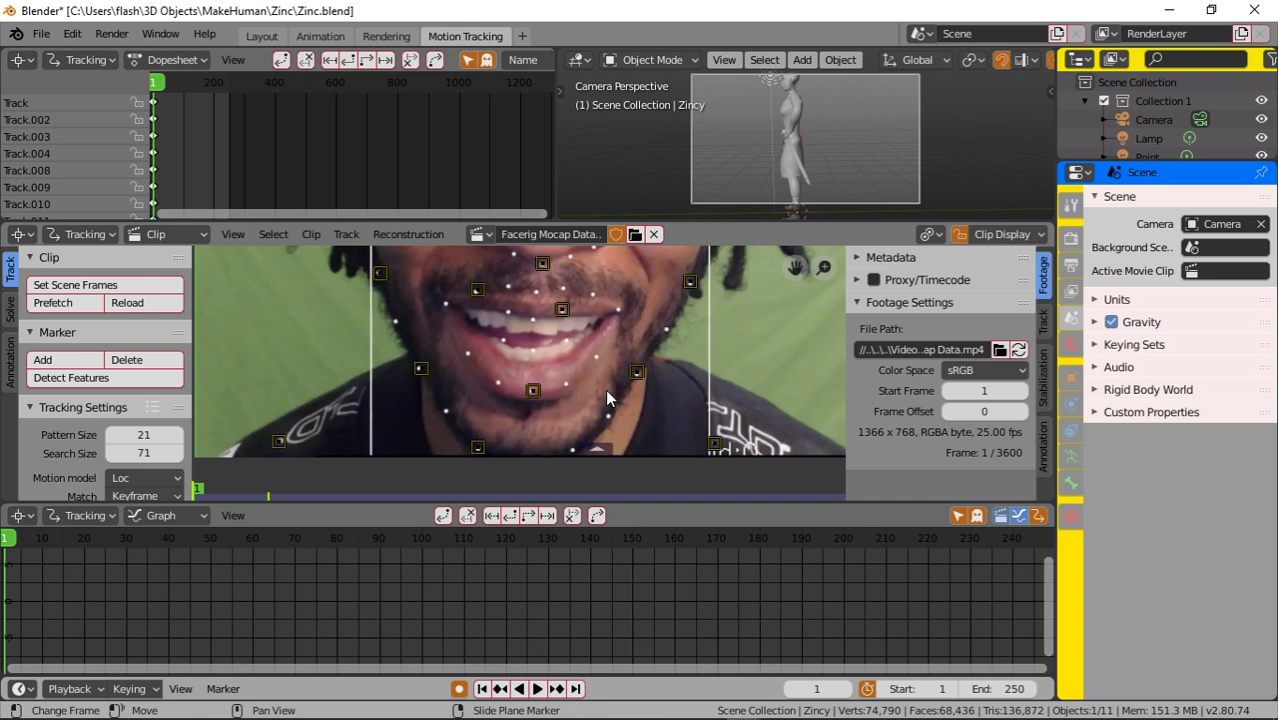 Blender* [C:\Users\flash\3D Objects\MakeHuman\Zinc\Zinc.blend]
File Edit Render Window Help Layout Animation Rendering Motion Tracking + Scene RenderLayer
Tracking Dopesheet View Name
1 200 400 600 800 1000 1200
Track
Track.002
Track.003
Track.004
Track.008
Track.009
Track.010
Object Mode View Select Add Object Global
Camera Perspective
(1) Scene Collection | Zincy
Scene Collection
Collection 1
Camera
Lamp
Point
Scene
Scene
Camera Camera
Background Sce..
Active Movie Clip
Units
Gravity
Keying Sets
Audio
Rigid Body World
Custom Properties
Tracking Clip View Select Clip Track Reconstruction Facerig Mocap Data.. Clip Display
Track
Solve
Annotation
Clip
Set Scene Frames
Prefetch Reload
Marker
Add Delete
Detect Features
Tracking Settings
Pattern Size 21
Search Size 71
Motion model Loc
Match Keyframe
1
Metadata
Proxy/Timecode
Footage Settings
File Path:
//..\..\..\Video..ap Data.mp4
Color Space sRGB
Start Frame 1
Frame Offset 0
1366 x 768, RGBA byte, 25.00 fps
Frame: 1 / 3600
Footage
Track
Stabilization
Annotation
Tracking Graph View
1 10 20 30 40 50 60 70 80 90 100 110 120 130 140 150 160 170 180 190 200 210 220 230 240
5
0
5
Playback Keying View Marker 1 Start: 1 End: 250
Change Frame Move Pan View Slide Plane Marker Scene Collection | Zincy | Verts:74,790 | Faces:68,436 | Tris:136,872 | Objects:1/11 | Mem: 151.3 MB | v2.80.74